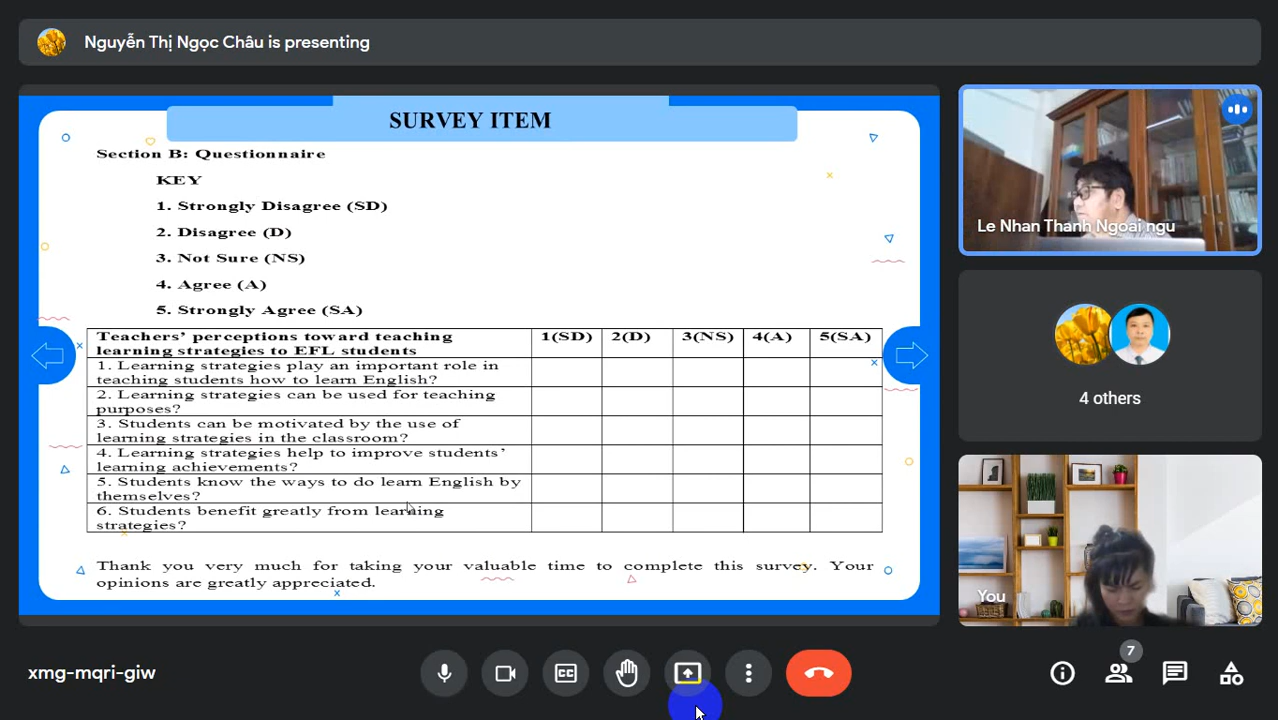 Nguyễn Thị Ngọc Châu is presenting
SURVEY ITEM
Section B: Questionnaire
KEY
1. Strongly Disagree (SD)
2. Disagree (D)
3. Not Sure (NS)
4. Agree (A)
5. Strongly Agree (SA)
Teachers' perceptions toward teaching
learning strategies to EFL students
1(SD) 2(D) 3(NS) 4(A) 5(SA)
1. Learning strategies play an important role in
teaching students how to learn English?
2. Learning strategies can be used for teaching
purposes?
3. Students can be motivated by the use of
learning strategies in the classroom?
4. Learning strategies help to improve students'
learning achievements?
5. Students know the ways to do learn English by
themselves?
6. Students benefit greatly from learning
strategies?
Thank you very much for taking your valuable time to complete this survey. Your
opinions are greatly appreciated.
Le Nhan Thanh Ngoai ngu
4 others
You
xmg-mqri-giw
CC
7